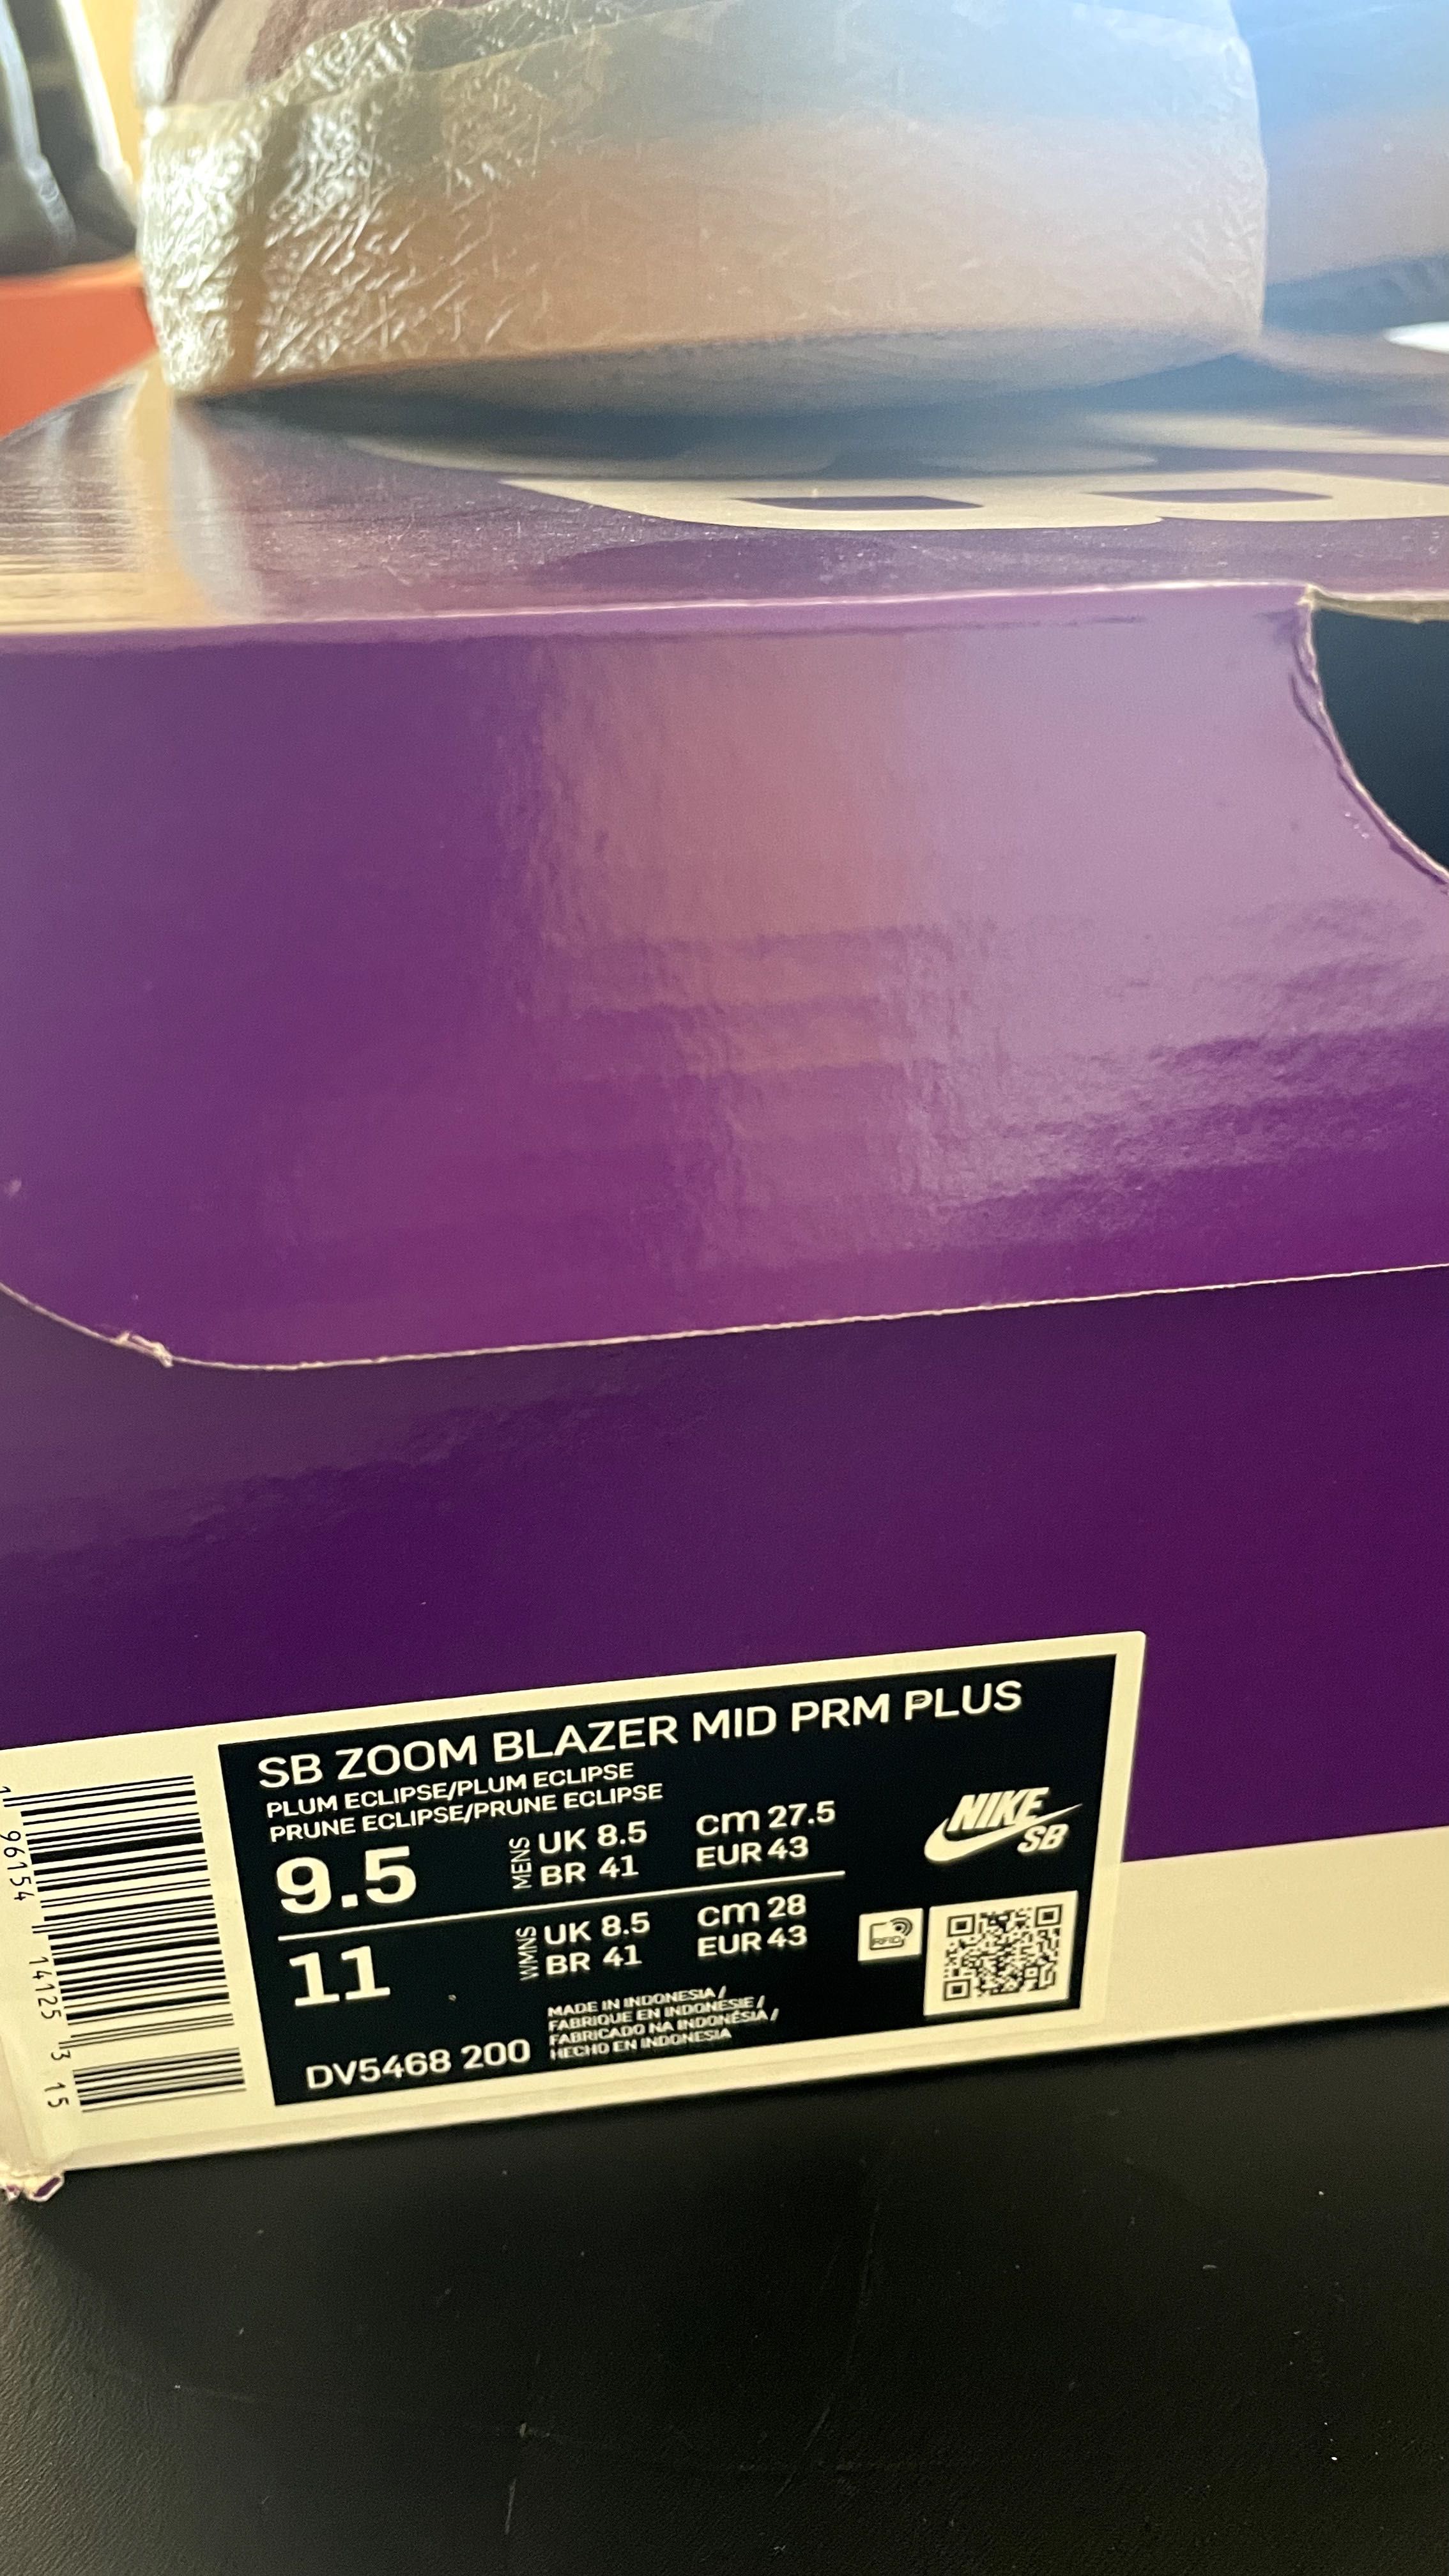 SB ZOOM BLAZER MID PRM PLUS
PLUM ECLIPSE/PLUM ECLIPSE
PRUNE ECLIPSE/PRUNE ECLIPSE
9.5
MENS
UK 8.5
BR 41
cm 27.5
EUR 43
NIKE
SB
11
WMNS
UK 8.5
BR 41
cm 28
EUR 43
RFID
DV5468 200
MADE IN INDONESIA /
FABRIQUE EN INDONESIE /
FABRICADO NA INDONÉSIA /
HECHO EN INDONESIA
1 96154 14125 3 15